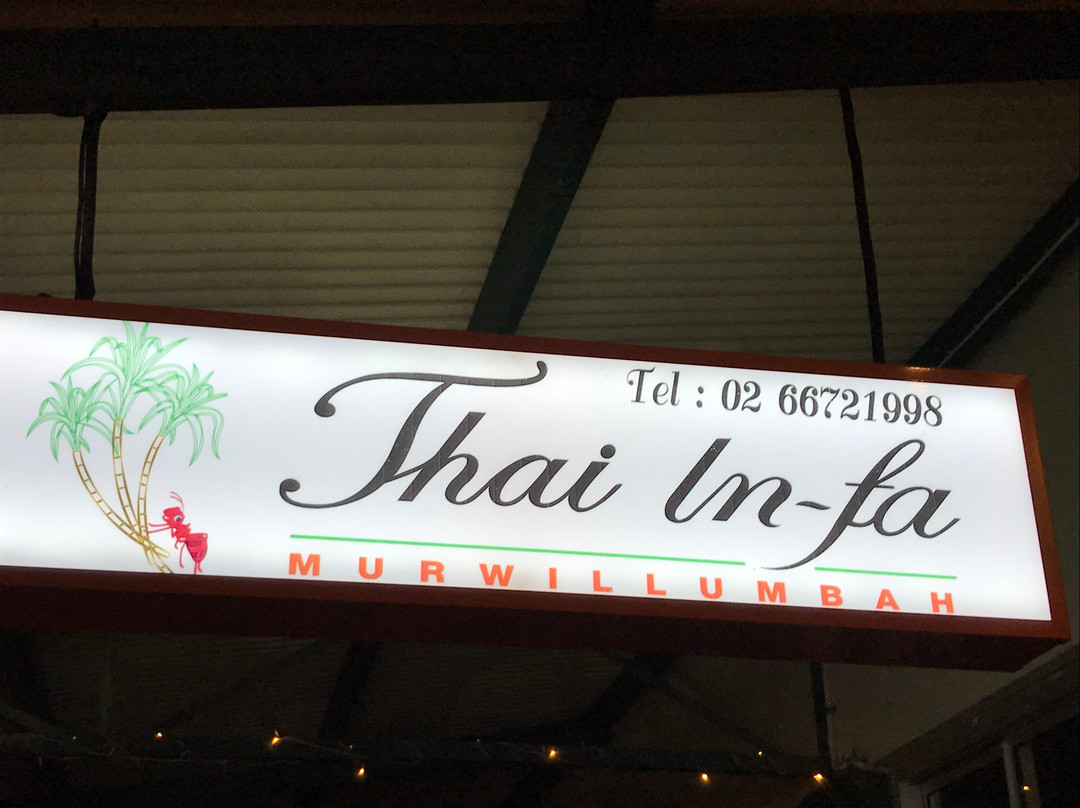 Tel : 02 66721998
Thai In-fa
MURWILLUMBAH